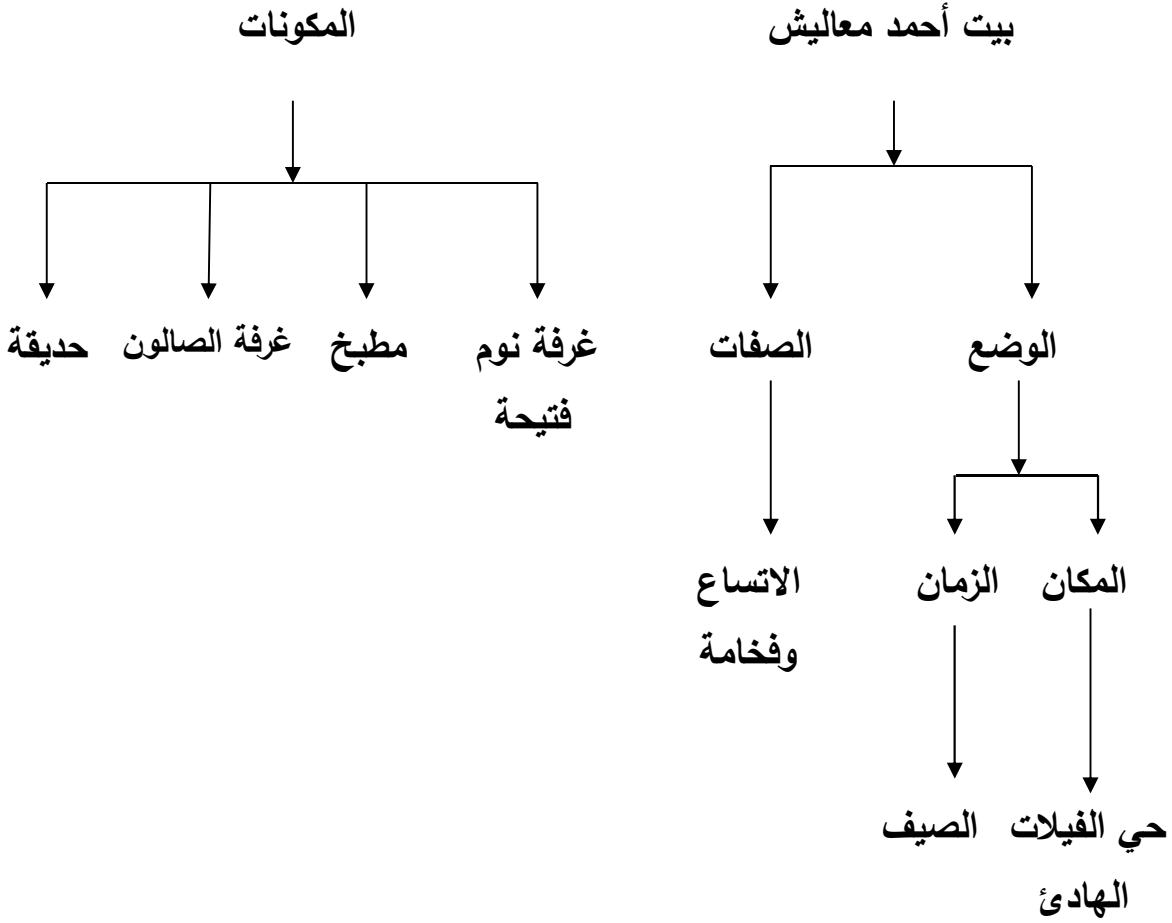 بيت أحمد معاليش
المكونات
الوضع
الصفات
غرفة نوم
فتيحة
مطبخ
غرفة الصالون
حديقة
المكان
الزمان
الاتساع
وفخامة
حي الفيلات
الهادئ
الصيف